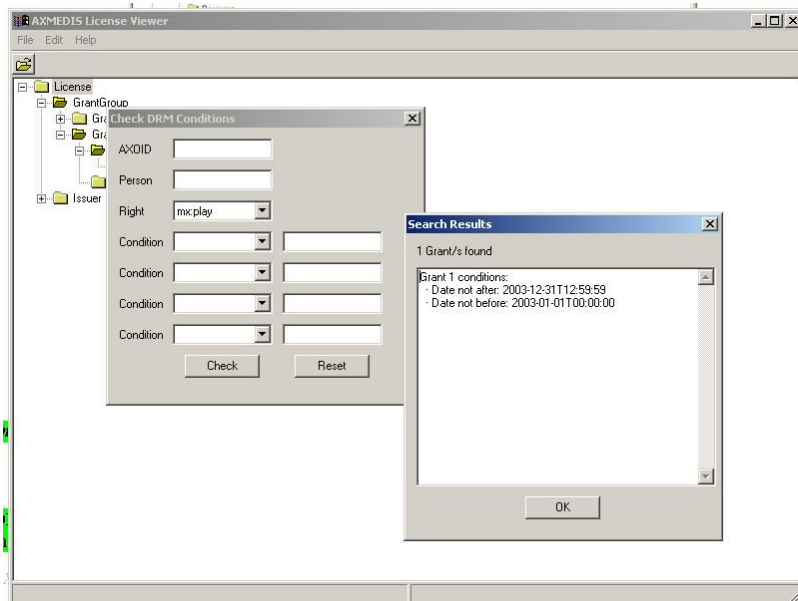 AXMEDIS License Viewer
File Edit Help
License
GrantGroup
Issuer
Check DRM Conditions
AXOID
Person
Right mx:play
Condition
Condition
Condition
Condition
Check Reset
Search Results
1 Grant/s found
Grant 1 conditions:
- Date not after: 2003-12-31T12:59:59
- Date not before: 2003-01-01T00:00:00
OK